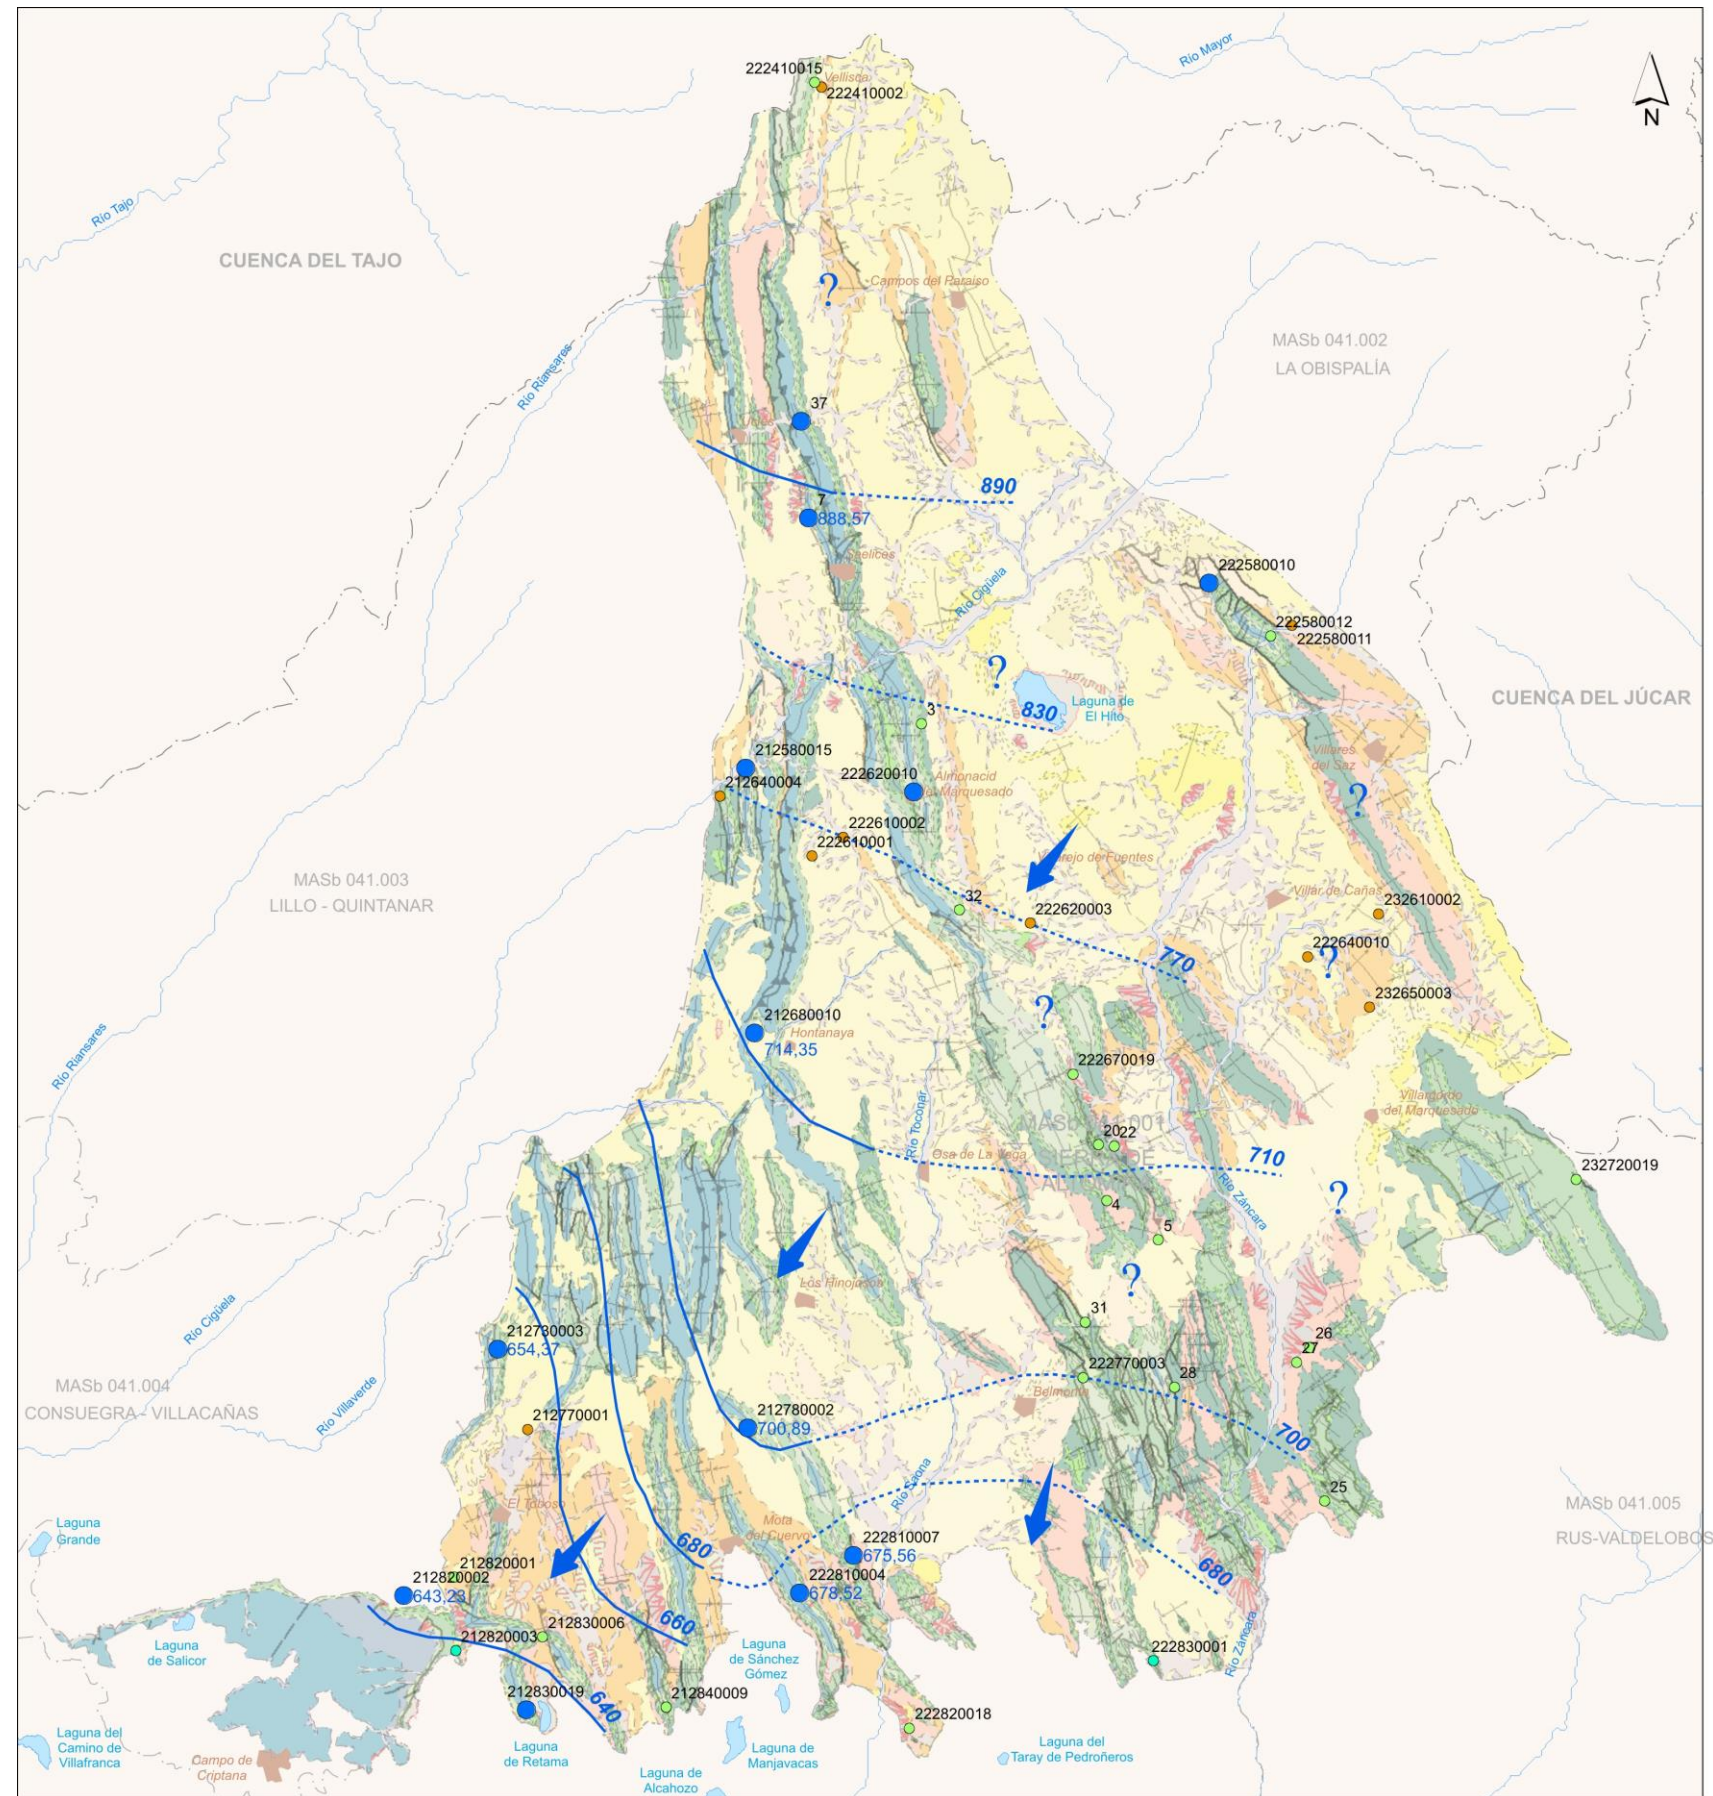 222410015
Vellisca
222410002
Río Mayor
N
Río Tajo
CUENCA DEL TAJO
?
Campos del Paraiso
MASb 041.002
LA OBISPALÍA
Río Riansares
37
Uclés
890
7
888,57
Saelices
222580010
Río Cigüela
222580012
222580011
?
Laguna de
El Hito
CUENCA DEL JÚCAR
830
3
Villares
del Saz
212580015
222620010
Almonacid
del Marquesado
212640004
?
222610002
222610001
MASb 041.003
LILLO - QUINTANAR
Villar de Cañas
32
222620003
232610002
222640010
?
770
232650003
?
212680010
Hontanaya
714,35
Río Riansares
222670019
Río Toconar
Villargordo
del Marquesado
2022
Osa de La Vega
710
232720019
Río Záncara
?
4
5
?
Los Hinojosos
Río Cigüela
31
212730003
654,37
26
27
MASb 041.004
CONSUEGRA - VILLACAÑAS
Río Villaverde
222770003
28
Belmonte
212780002
700,89
212770001
700
Río Saona
25
El Toboso
MASb 041.005
RUS-VALDELOBOS
Laguna
Grande
Mota
del Cuervo
680
222810007
675,56
212820001
212820002
643,23
222810004
678,52
680
660
212830006
212820003
Laguna
de Salicor
Laguna
de Sánchez
Gómez
222830001
Río Záncara
212830019
640
212840009
222820018
Laguna del
Camino de
Villafranca
Campo de
Criptana
Laguna
de Retama
Laguna de
Manjavacas
Laguna del
Taray de Pedroñeros
Laguna de
Alcahozo